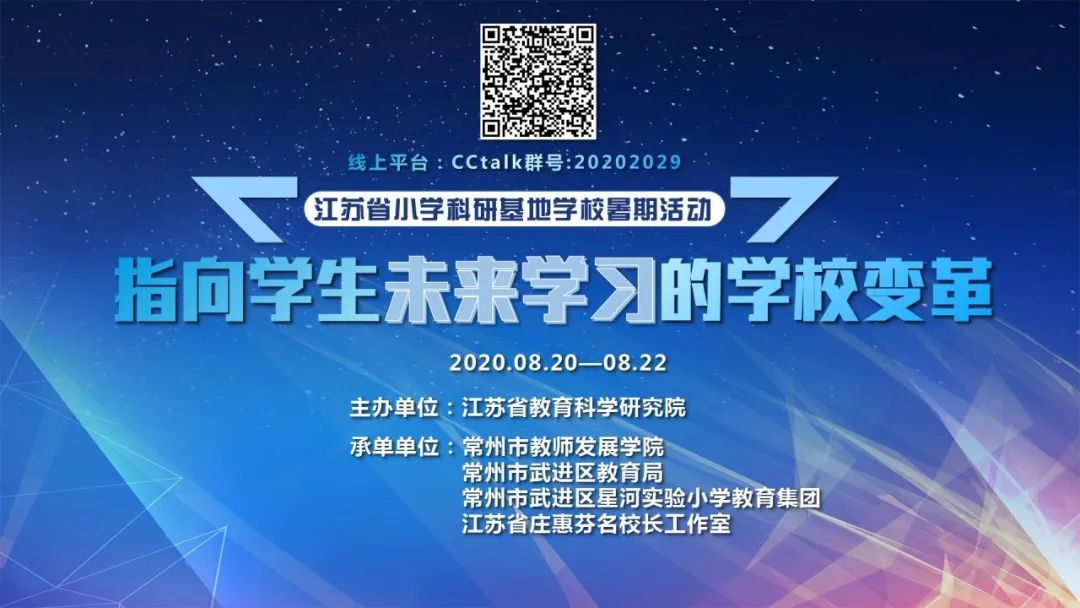 线上平台：CCtalk群号:20202029
江苏省小学科研基地学校暑期活动
指向学生未来学习的学校变革
2020.08.20—08.22
主办单位：江苏省教育科学研究院
承单单位：常州市教师发展学院
常州市武进区教育局
常州市武进区星河实验小学教育集团
江苏省庄惠芬名校长工作室